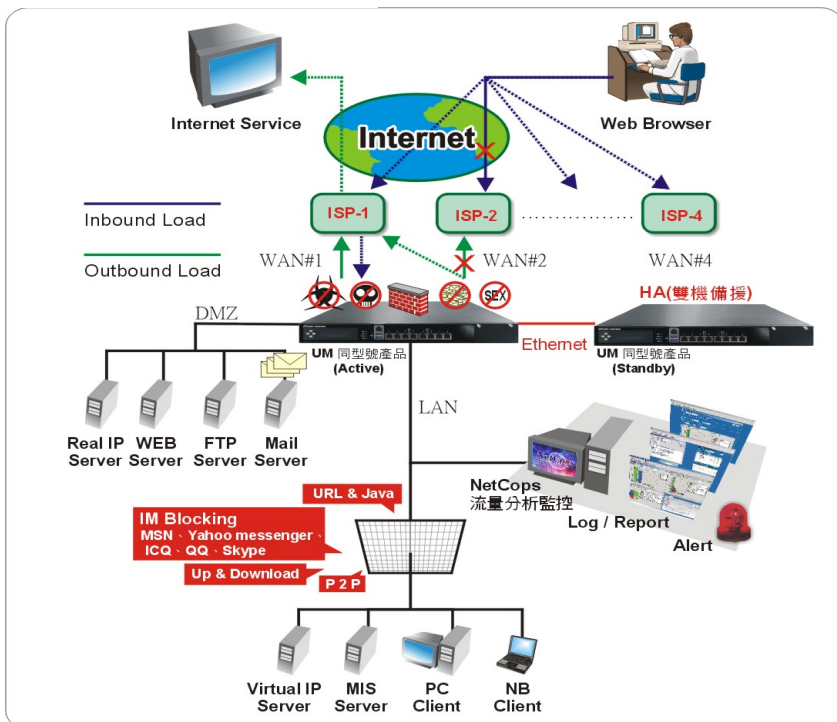 Internet Service
Web Browser
Internet
ISP-1
ISP-2
ISP-4
Inbound Load
Outbound Load
WAN#1
WAN#2
WAN#4
SEX
HA(雙機備援)
DMZ
Ethernet
UM 同型號產品
(Active)
UM 同型號產品
(Standby)
LAN
Real IP
Server
WEB
Server
FTP
Server
Mail
Server
NetCops
流量分析監控
Log / Report
Alert
URL & Java
IM Blocking
MSN、Yahoo messenger、
ICQ、QQ、Skype
Up & Download
P 2 P
Virtual IP
Server
MIS
Server
PC
Client
NB
Client